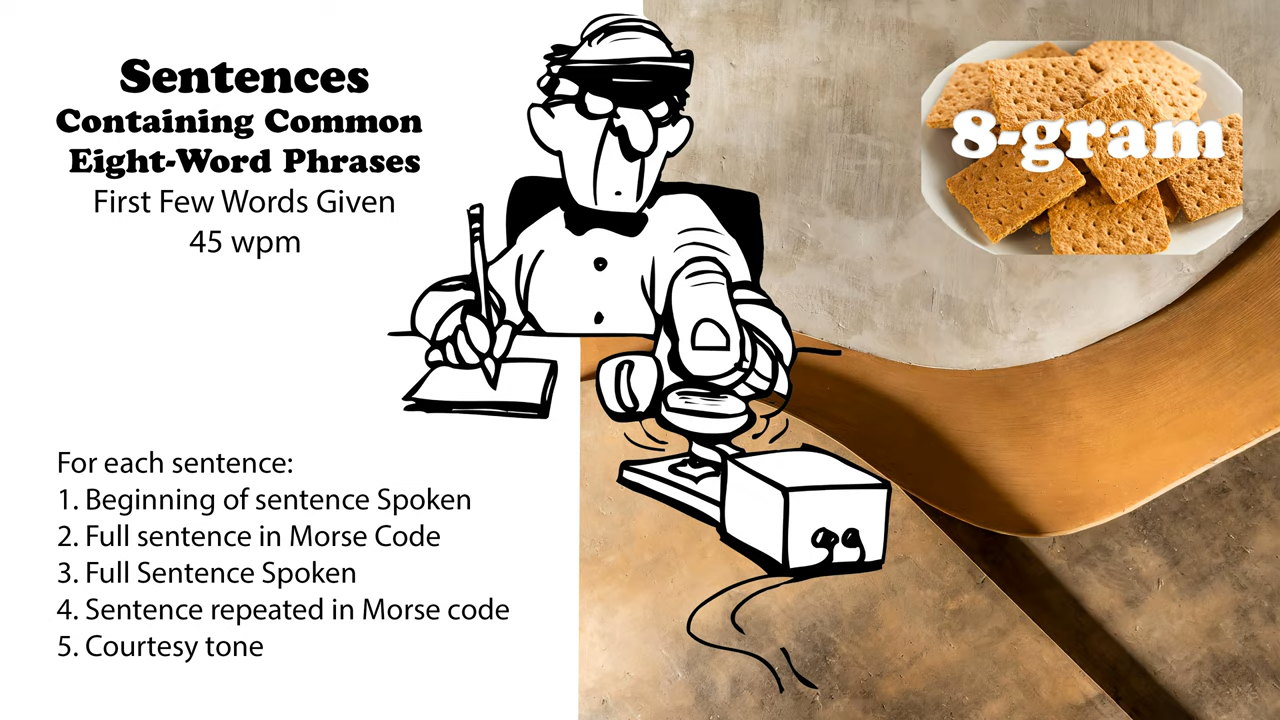 Sentences
Containing Common
Eight-Word Phrases
First Few Words Given
45 wpm
8-gram
For each sentence:
1. Beginning of sentence Spoken
2. Full sentence in Morse Code
3. Full Sentence Spoken
4. Sentence repeated in Morse code
5. Courtesy tone